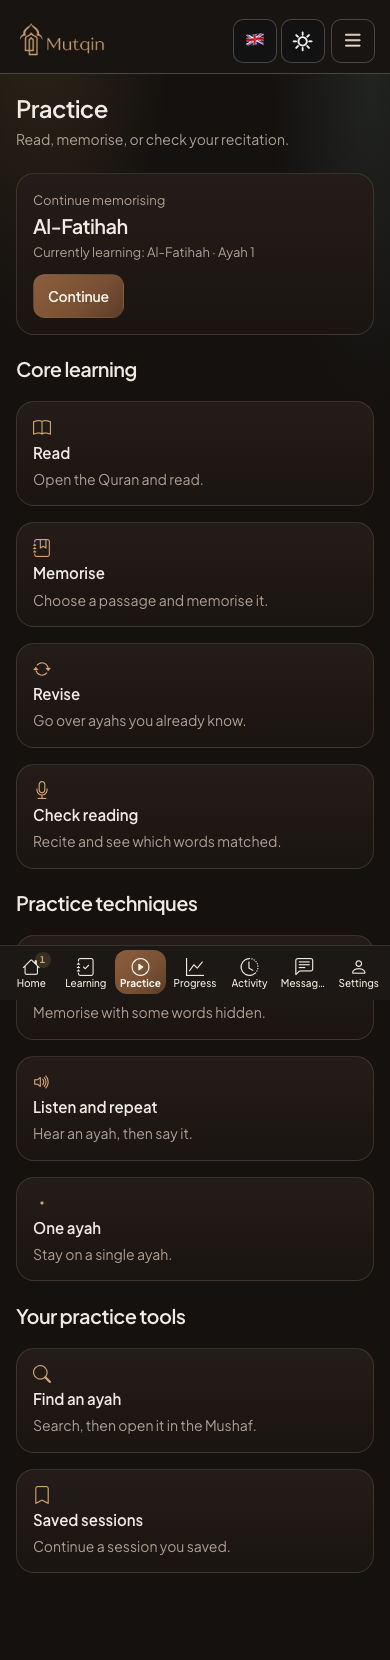 Mutqin
Practice
Read, memorise, or check your recitation.
Continue memorising
Al-Fatihah
Currently learning: Al-Fatihah · Ayah 1
Continue
Core learning
Read
Open the Quran and read.
Memorise
Choose a passage and memorise it.
Revise
Go over ayahs you already know.
Check reading
Recite and see which words matched.
Practice techniques
1
Home
Learning
Practice
Progress
Activity
Messag...
Settings
Memorise with some words hidden.
Listen and repeat
Hear an ayah, then say it.
One ayah
Stay on a single ayah.
Your practice tools
Find an ayah
Search, then open it in the Mushaf.
Saved sessions
Continue a session you saved.